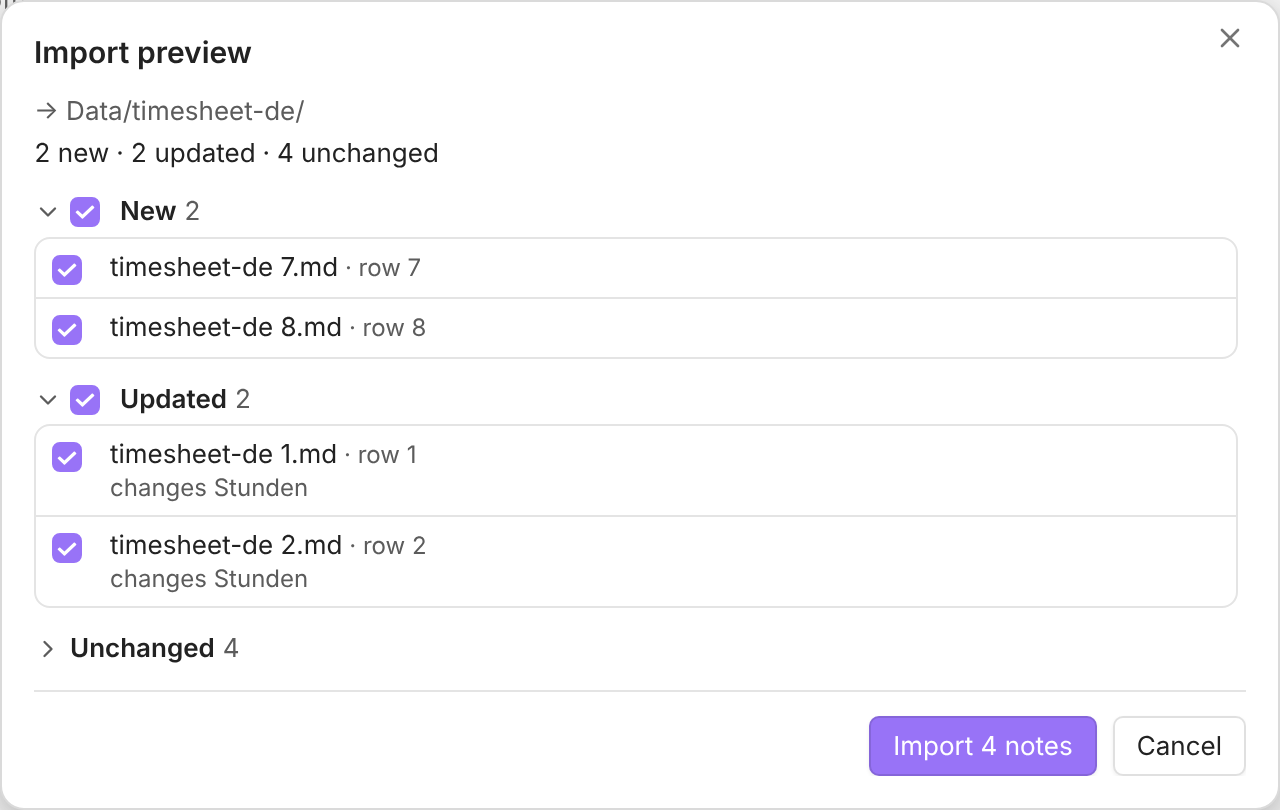 Import preview
→ Data/timesheet-de/
2 new · 2 updated · 4 unchanged
New 2
timesheet-de 7.md · row 7
timesheet-de 8.md · row 8
Updated 2
timesheet-de 1.md · row 1
changes Stunden
timesheet-de 2.md · row 2
changes Stunden
Unchanged 4
Import 4 notes
Cancel